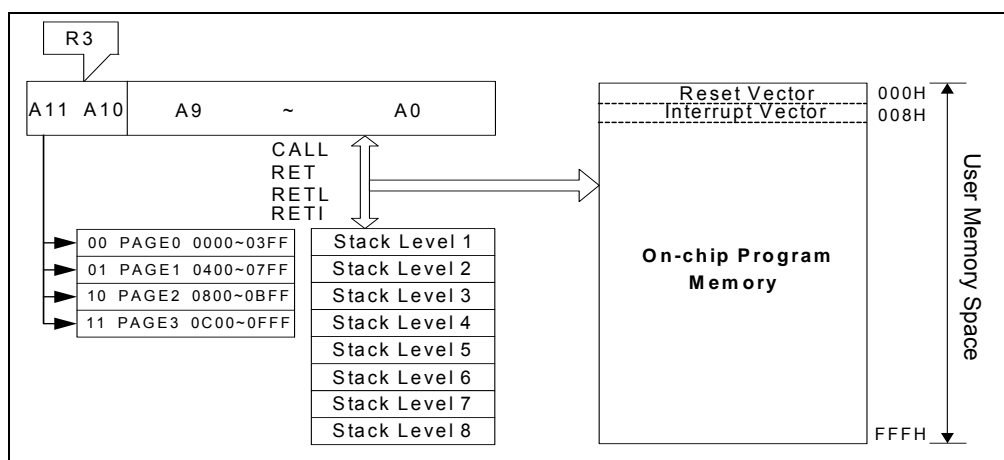 R3
A11 A10 A9 ~ A0
CALL
RET
RETL
RETI
00 PAGE0 0000~03FF
01 PAGE1 0400~07FF
10 PAGE2 0800~0BFF
11 PAGE3 0C00~0FFF
Stack Level 1
Stack Level 2
Stack Level 3
Stack Level 4
Stack Level 5
Stack Level 6
Stack Level 7
Stack Level 8
Reset Vector 000H
Interrupt Vector 008H
On-chip Program
Memory
FFFH
User Memory Space